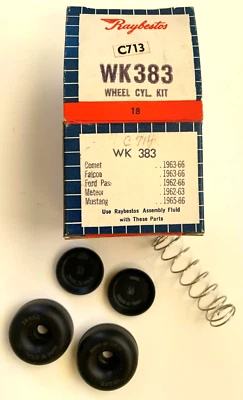 Raybestos
C713
WK383
WHEEL CYL. KIT
18
C 714
WK 383
Comet ..1963-66
Falcon ..1963-66
Ford Pas ..1962-66
Meteor ..1962-63
Mustang ..1965-66
Use Raybestos Assembly Fluid
with These Parts